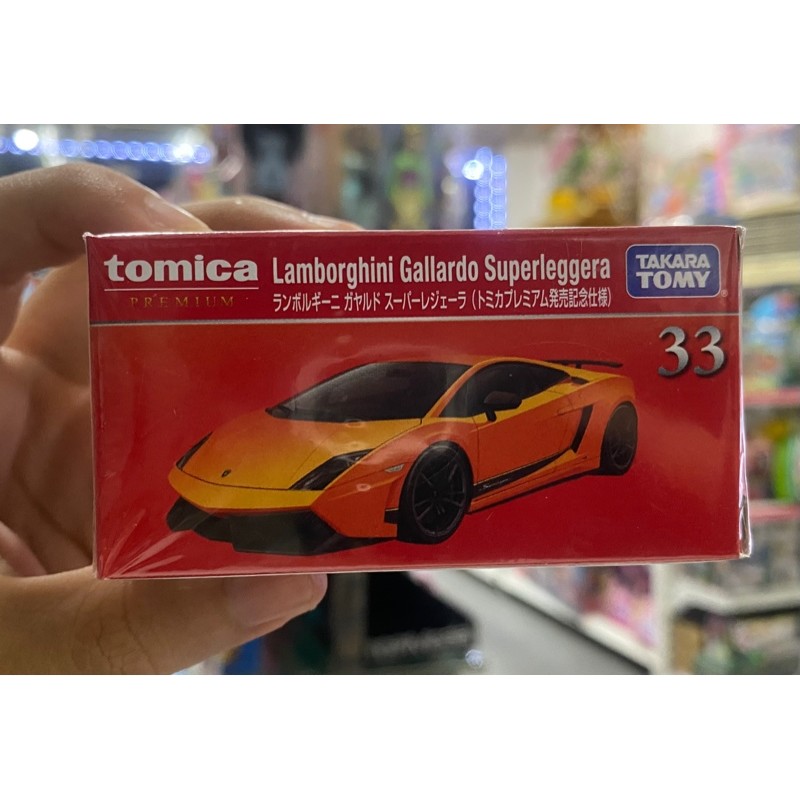 tomica
PREMIUM
Lamborghini Gallardo Superleggera
ランボルギーニ ガヤルド スーパーレジェーラ（トミカプレミアム発売記念仕様）
TAKARA
TOMY
33